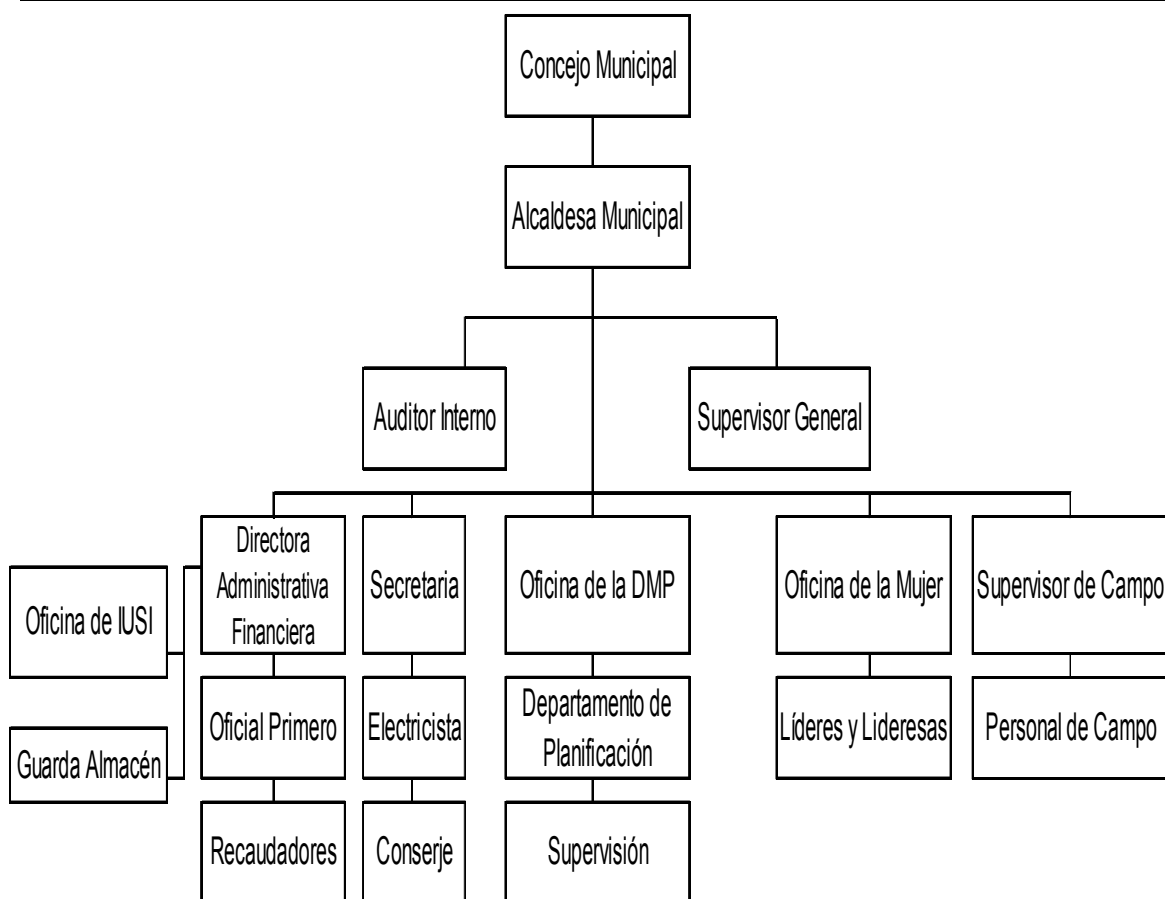 Concejo Municipal
Alcaldesa Municipal
Auditor Interno
Supervisor General
Directora
Administrativa
Financiera
Secretaria
Oficina de la DMP
Oficina de la Mujer
Supervisor de Campo
Oficina de IUSI
Oficial Primero
Electricista
Departamento de
Planificación
Líderes y Lideresas
Personal de Campo
Guarda Almacén
Recaudadores
Conserje
Supervisión